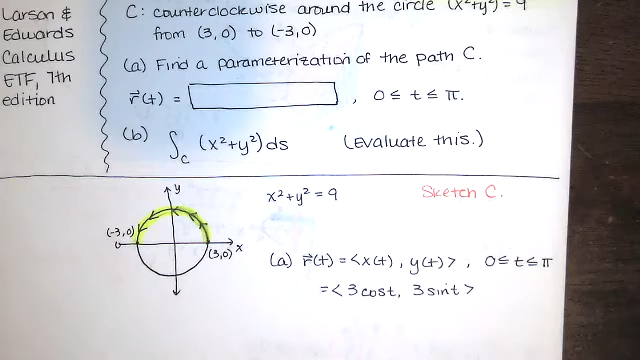 Larson &
Edwards
Calculus
ETF, 7th
edition
C: counterclockwise around the circle (x²+y²) = 9
from (3,0) to (-3,0)
(a) Find a parameterization of the path C.
r⃗(t) = , 0 ≤ t ≤ π.
(b) ∫_C (x²+y²) ds (Evaluate this.)
x²+y² = 9 Sketch C.
y
(-3,0)
x
(3,0)
(a) r⃗(t) = <x(t), y(t)>, 0 ≤ t ≤ π
= <3cost, 3sint>